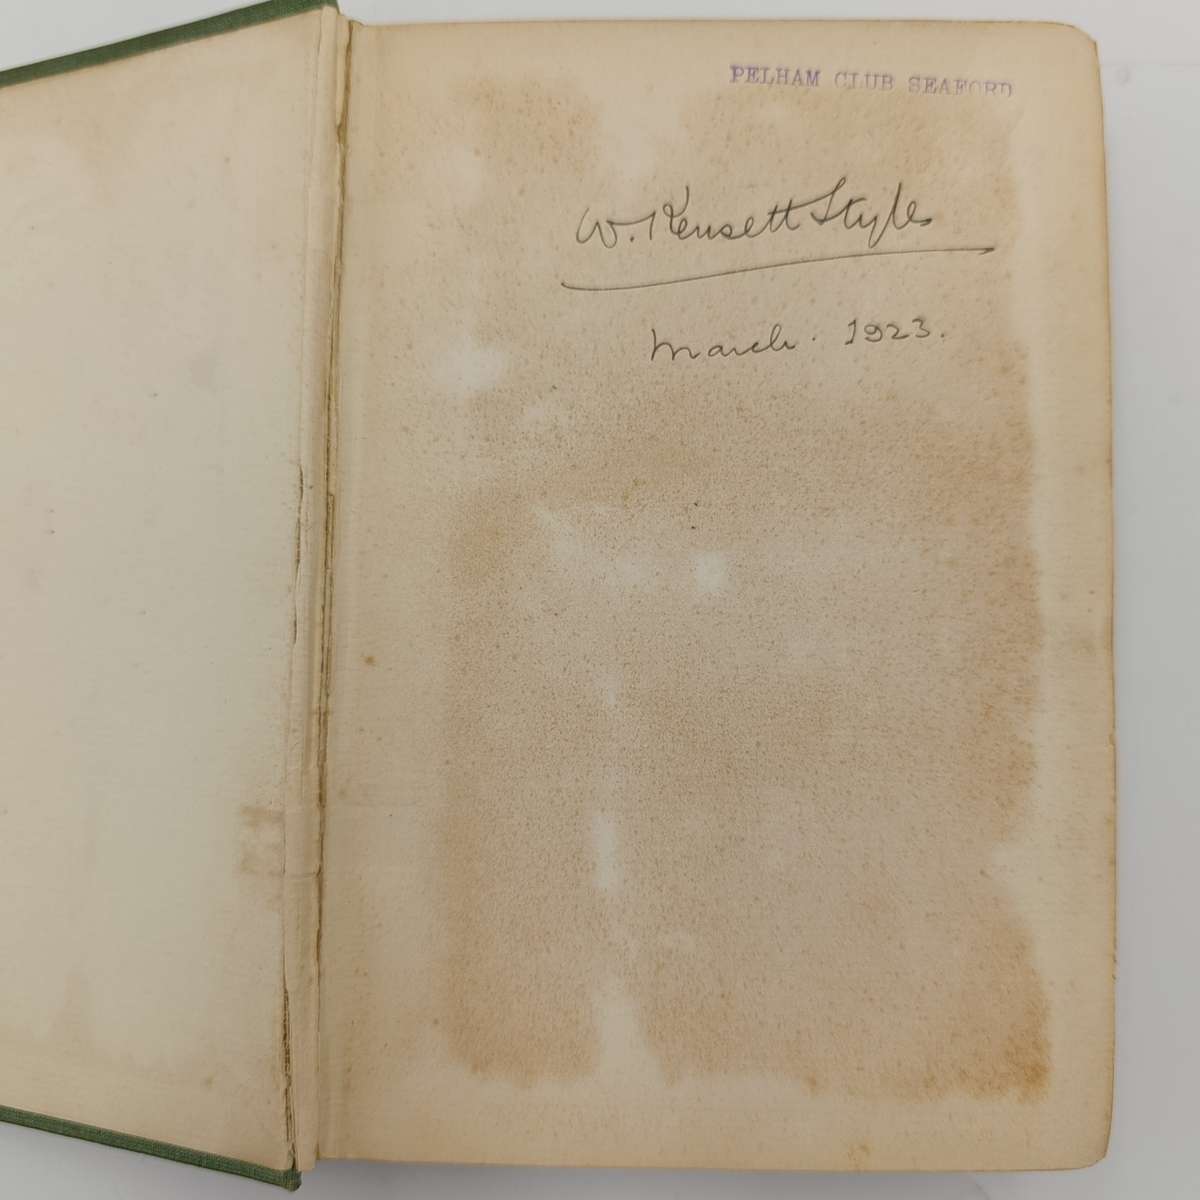 PELHAM CLUB SEAFORD
W. Kensett Styles
March. 1923.